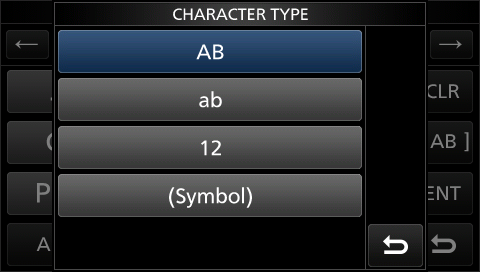 CHARACTER TYPE
AB
ab
12
(Symbol)
CLR
AB ]
P
ENT
A